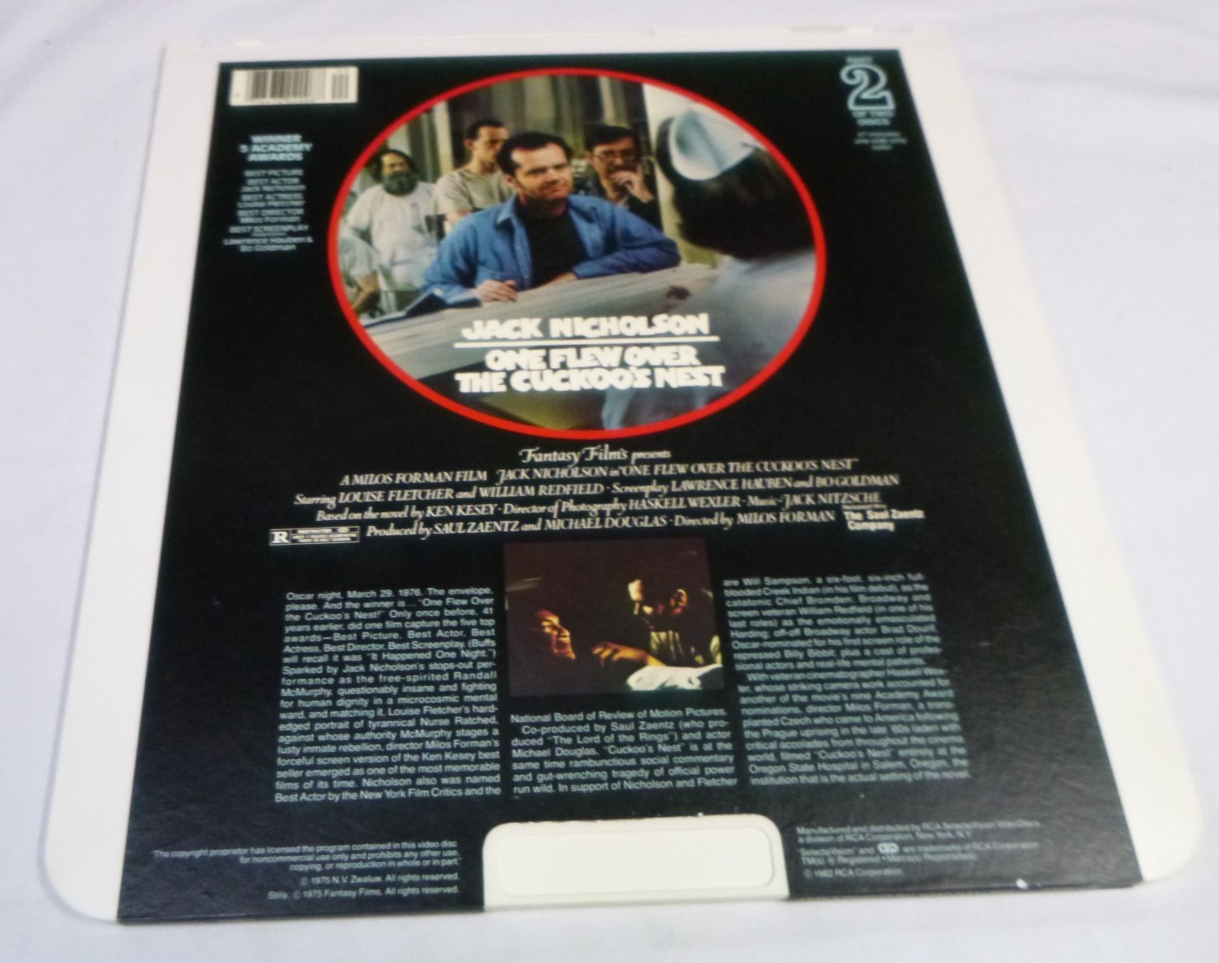 WINNER
5 ACADEMY
AWARDS
BEST PICTURE
BEST ACTOR
Jack Nicholson
BEST ACTRESS
Louise Fletcher
BEST DIRECTOR
Milos Forman
BEST SCREENPLAY
Lawrence Hauben &
Bo Goldman
2
OF TWO
DISCS
JACK NICHOLSON
ONE FLEW OVER
THE CUCKOO'S NEST
Fantasy Films presents
A MILOS FORMAN FILM JACK NICHOLSON in "ONE FLEW OVER THE CUCKOO'S NEST"
Starring LOUISE FLETCHER and WILLIAM REDFIELD · Screenplay LAWRENCE HAUBEN and BO GOLDMAN
Based on the novel by KEN KESEY · Director of Photography HASKELL WEXLER · Music - JACK NITZSCHE
Produced by SAUL ZAENTZ and MICHAEL DOUGLAS · Directed by MILOS FORMAN
The Saul Zaentz
Company
R
Oscar night, March 29, 1976. The envelope,
please. And the winner is... "One Flew Over
the Cuckoo's Nest!" Only once before, 41
years earlier, did one film capture the five top
awards—Best Picture, Best Actor, Best
Actress, Best Director, Best Screenplay. (Buffs
will recall it was "It Happened One Night.")
Sparked by Jack Nicholson's stops-out per-
formance as the free-spirited Randall
McMurphy, questionably insane and fighting
for human dignity in a microcosmic mental
ward, and matching it, Louise Fletcher's hard-
edged portrait of tyrannical Nurse Ratched,
against whose authority McMurphy stages a
lusty inmate rebellion, director Milos Forman's
forceful screen version of the Ken Kesey best
seller emerged as one of the most memorable
films of its time. Nicholson also was named
Best Actor by the New York Film Critics and the
National Board of Review of Motion Pictures.
Co-produced by Saul Zaentz (who pro-
duced "The Lord of the Rings") and actor
Michael Douglas, "Cuckoo's Nest" is at the
same time rambunctious social commentary
and gut-wrenching tragedy of official power
run wild. In support of Nicholson and Fletcher
are Will Sampson, a six-foot, six-inch full-
blooded Creek Indian (in his film debut), as the
catatonic Chief Bromden; Broadway and
screen veteran William Redfield (in one of his
last roles) as the emotionally emasculated
Harding; off-off Broadway actor Brad Dourif,
Oscar-nominated for his portrayal of the
repressed Billy Bibbit; plus a cast of profes-
sional actors and real-life mental patients.
With veteran cinematographer Haskell Wex-
ler, whose striking camera work accounted for
another of the movie's nine Academy Award
nominations, director Milos Forman, a trans-
planted Czech who came to America following
the Prague uprising in the late '60s later won
critical accolades from throughout the film
world, filmed "Cuckoo's Nest" entirely at the
Oregon State Hospital in Salem, Oregon, the
institution that is the actual setting of the novel.
"The copyright proprietor has licensed the program contained in this video disc
for noncommercial use only and prohibits any other use,
copying, or reproduction in whole or in part."
© 1975 N.V. Zwaluw. All rights reserved.
Stills: © 1975 Fantasy Films. All rights reserved.
Manufactured and distributed by RCA SelectaVision VideoDiscs,
a division of RCA Corporation, New York, N.Y.
"SelectaVision" and CED are trademarks of RCA Corporation
TM(s) ® Registered • Marca(s) Registrada(s)
© 1982 RCA Corporation